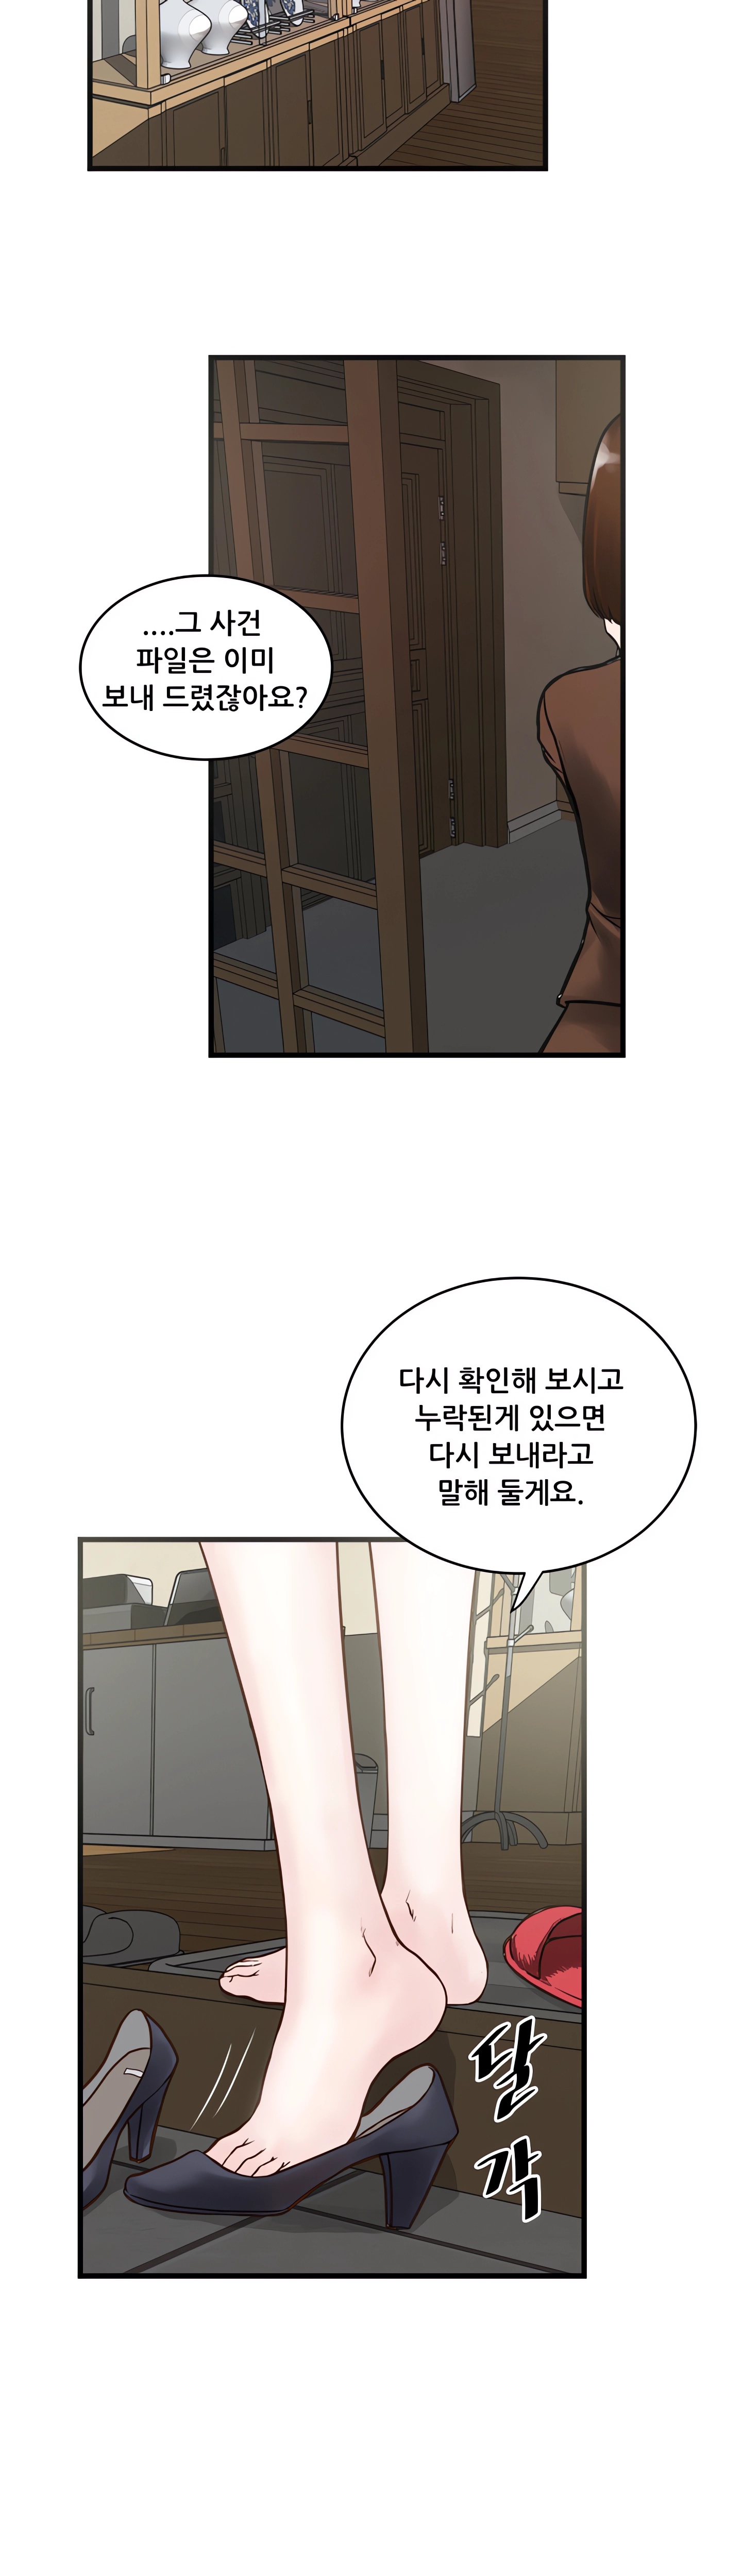 ....그 사건
파일은 이미
보내 드렸잖아요?
다시 확인해 보시고
누락된게 있으면
다시 보내라고
말해 둘게요.
달
각